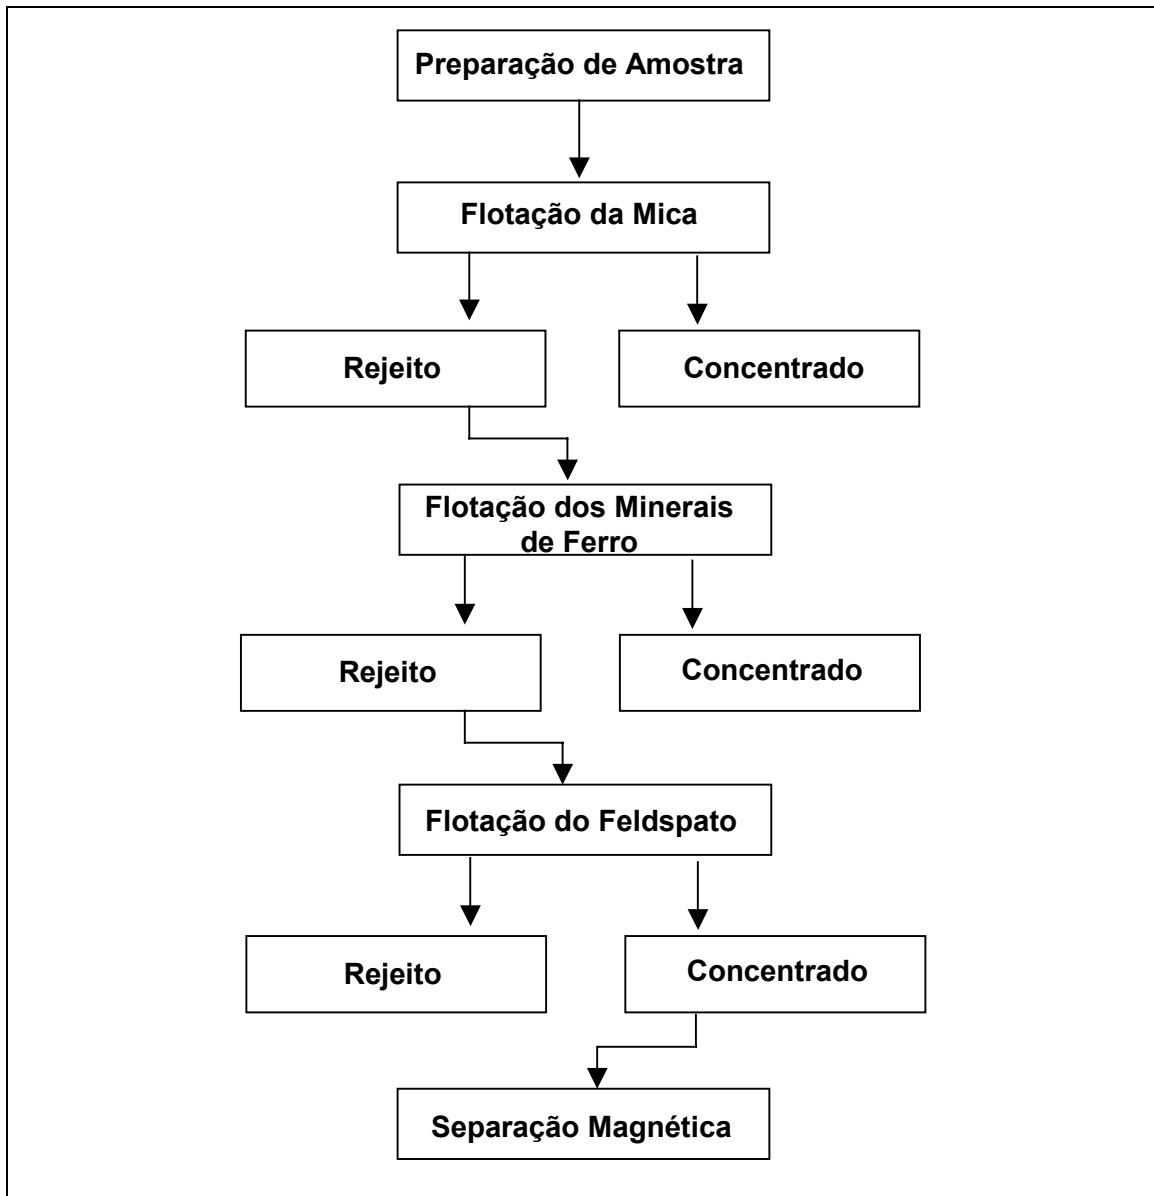 Preparação de Amostra
Flotação da Mica
Rejeito
Concentrado
Flotação dos Minerais
de Ferro
Rejeito
Concentrado
Flotação do Feldspato
Rejeito
Concentrado
Separação Magnética